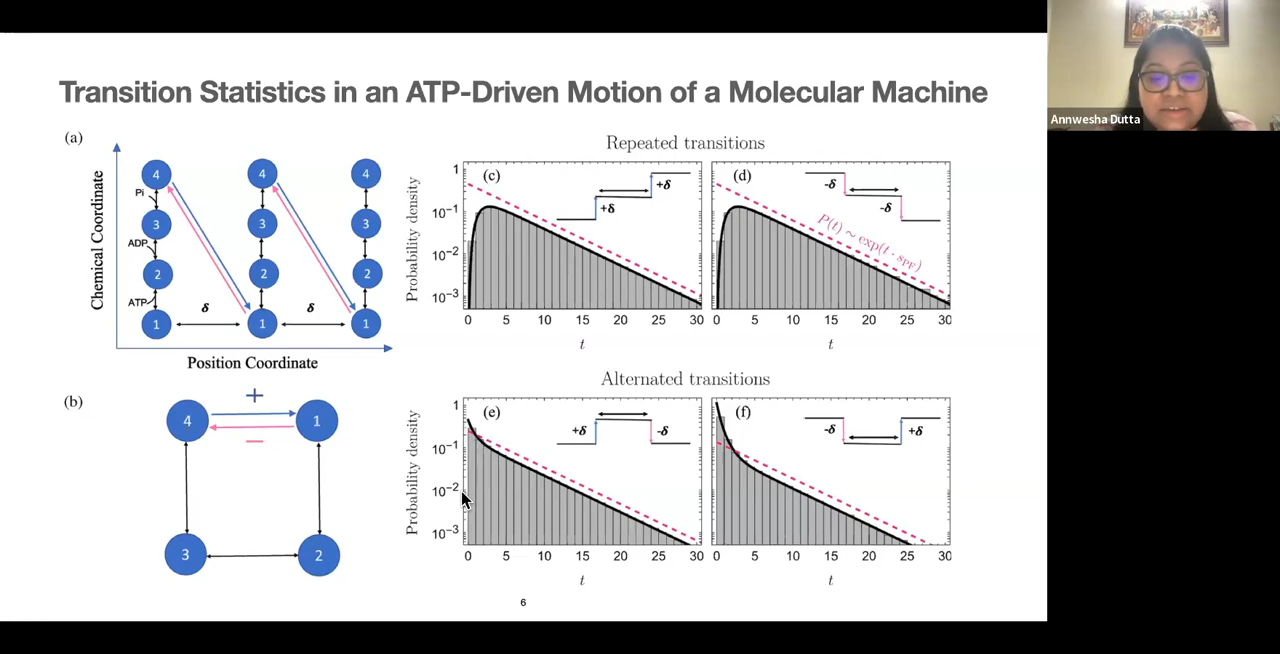 Transition Statistics in an ATP-Driven Motion of a Molecular Machine
Annwesha Dutta
(a)
Chemical Coordinate
4 4 4
Pi
3 3 3
ADP
2 2 2
ATP
δ δ
1 1 1
Position Coordinate
(b)
+
4 1
−
3 2
Repeated transitions
Probability density
1
10⁻¹
10⁻²
10⁻³
(c)
+δ
+δ
0 5 10 15 20 25 30
t
(d)
-δ
-δ
P(t) ∼ exp(t · s_PF)
0 5 10 15 20 25 30
t
Alternated transitions
Probability density
1
10⁻¹
10⁻²
10⁻³
(e)
+δ -δ
0 5 10 15 20 25 30
t
(f)
-δ +δ
0 5 10 15 20 25 30
t
6